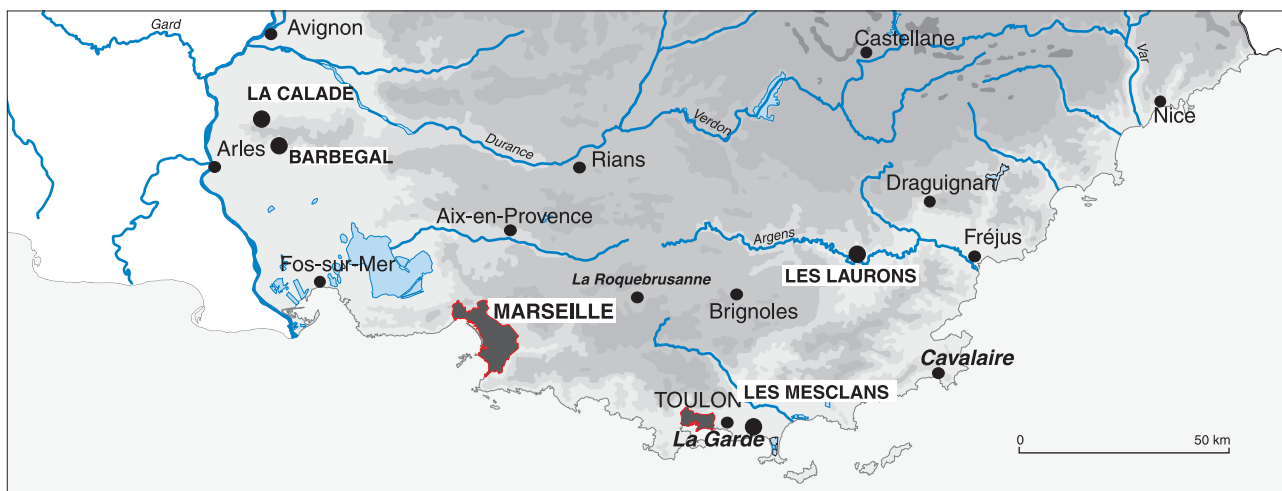 Gard
Avignon
Castellane
Var
LA CALADE
Nice
Verdon
Durance
Arles
BARBEGAL
Rians
Draguignan
Aix-en-Provence
Argens
Fréjus
Fos-sur-Mer
La Roquebrusanne
LES LAURONS
MARSEILLE
Brignoles
Cavalaire
LES MESCLANS
TOULON
La Garde
0 50 km